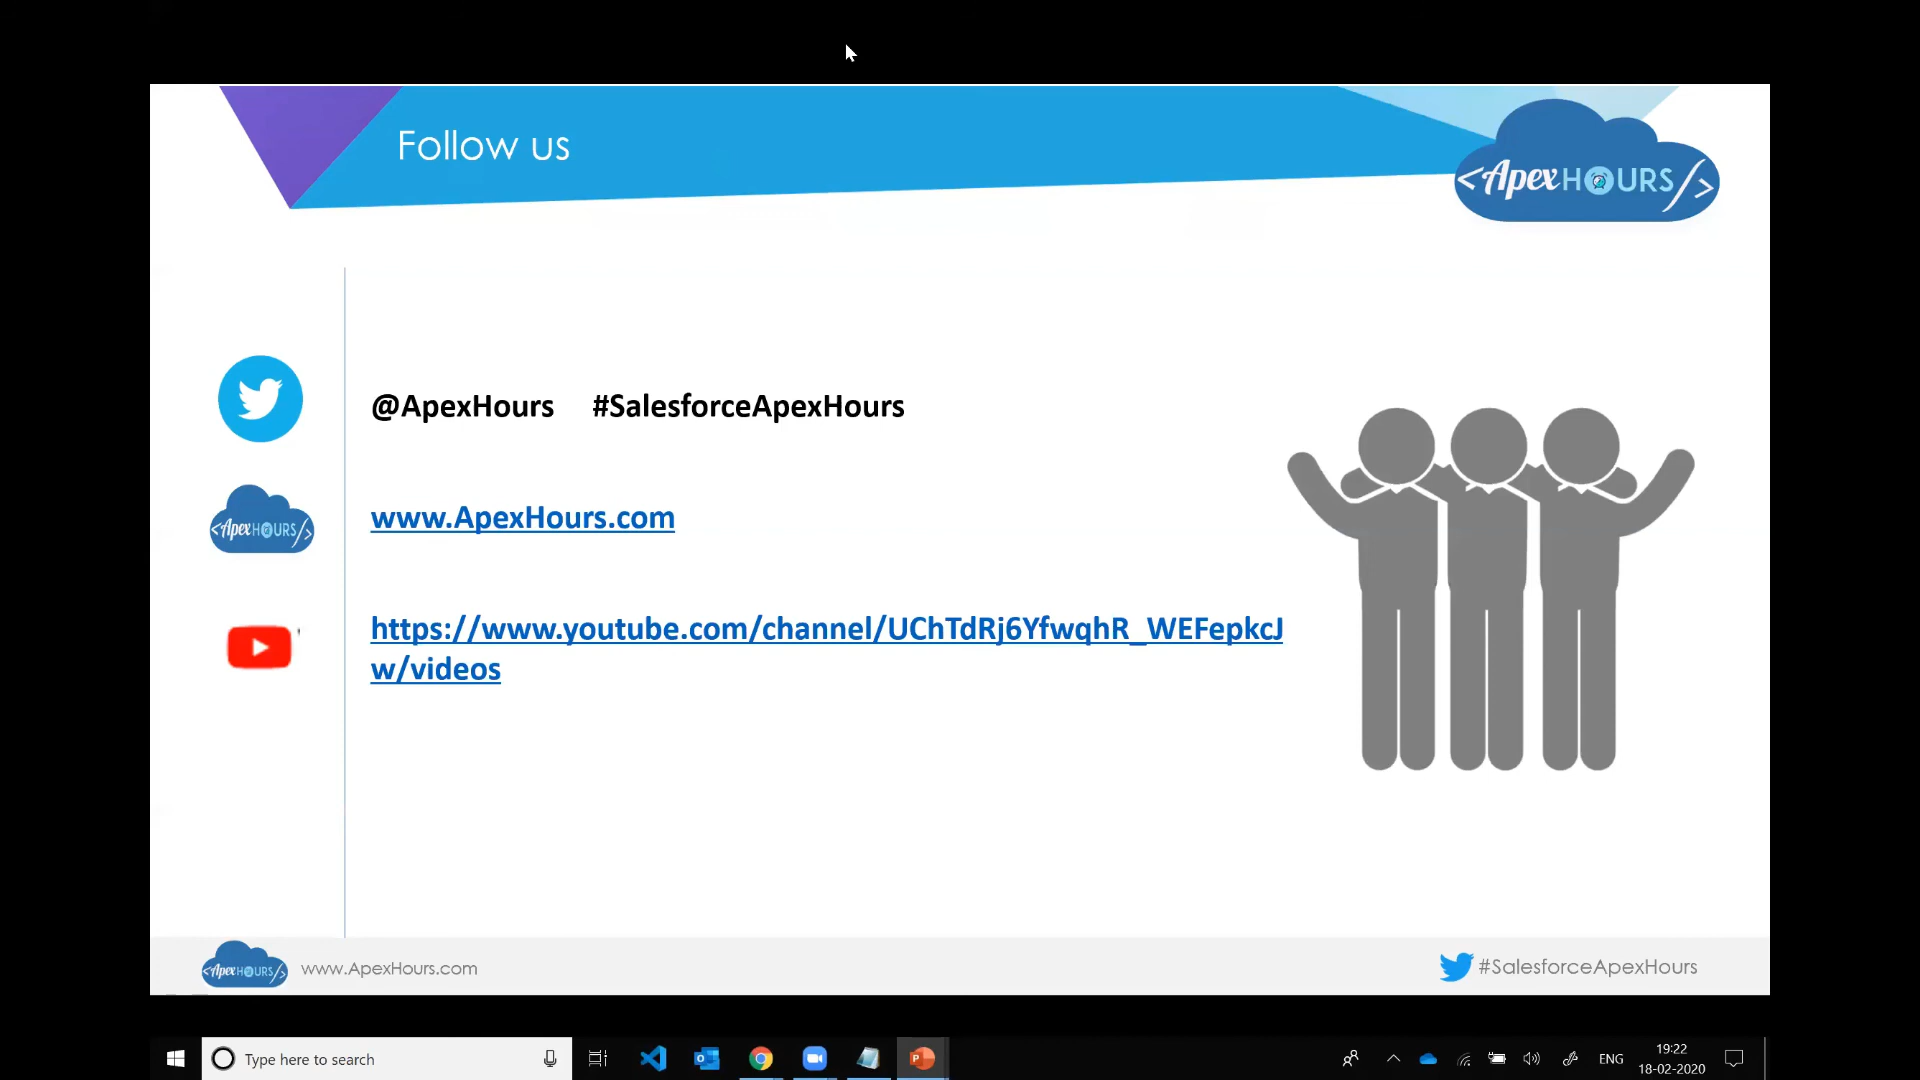 Follow us
<ApexHOURS/>
@ApexHours #SalesforceApexHours
<ApexHOURS/>
www.ApexHours.com
https://www.youtube.com/channel/UChTdRj6YfwqhR_WEFepkcJ
w/videos
<ApexHOURS/>
www.ApexHours.com
#SalesforceApexHours
Type here to search
ENG
19:22
18-02-2020